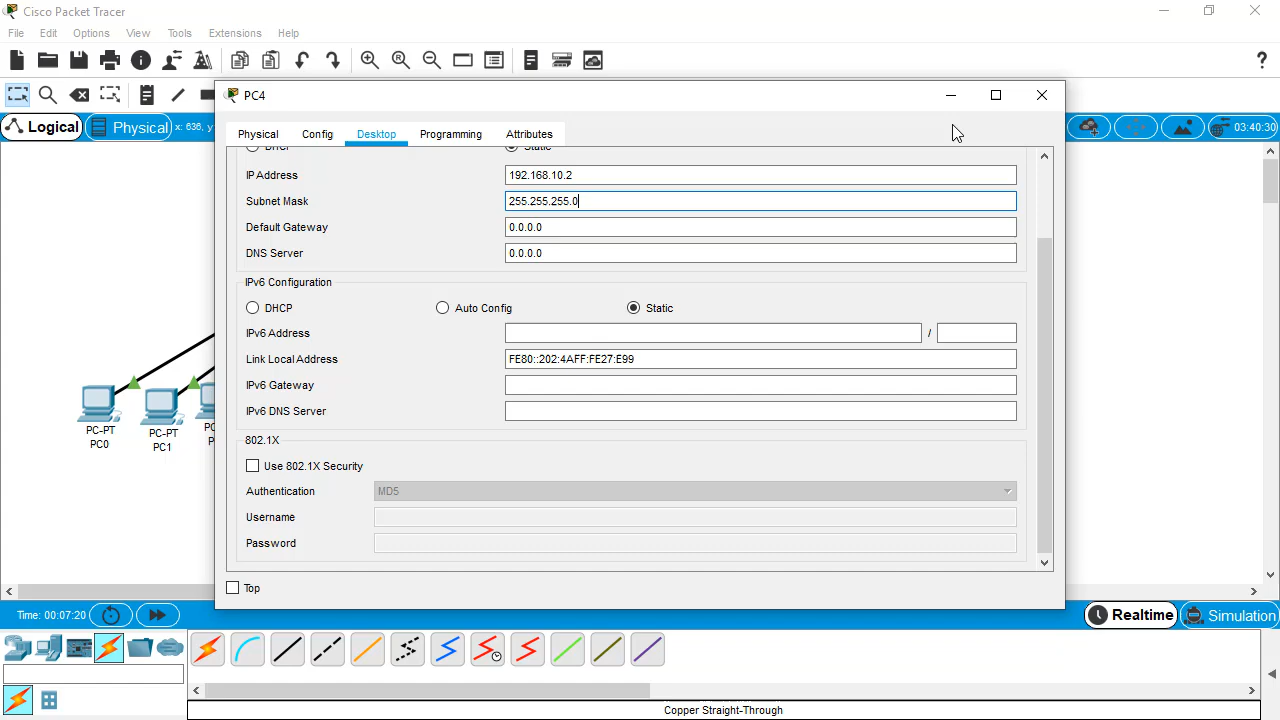 Cisco Packet Tracer
File Edit Options View Tools Extensions Help
PC4
Logical Physical x: 636, y 03:40:30
Physical Config Desktop Programming Attributes
DHCP Static
IP Address 192.168.10.2
Subnet Mask 255.255.255.0
Default Gateway 0.0.0.0
DNS Server 0.0.0.0
IPv6 Configuration
DHCP Auto Config Static
IPv6 Address /
Link Local Address FE80::202:4AFF:FE27:E99
IPv6 Gateway
IPv6 DNS Server
802.1X
Use 802.1X Security
Authentication MD5
Username
Password
Top
PC-PT
PC0
PC-PT
PC1
Time: 00:07:20 Realtime Simulation
Copper Straight-Through